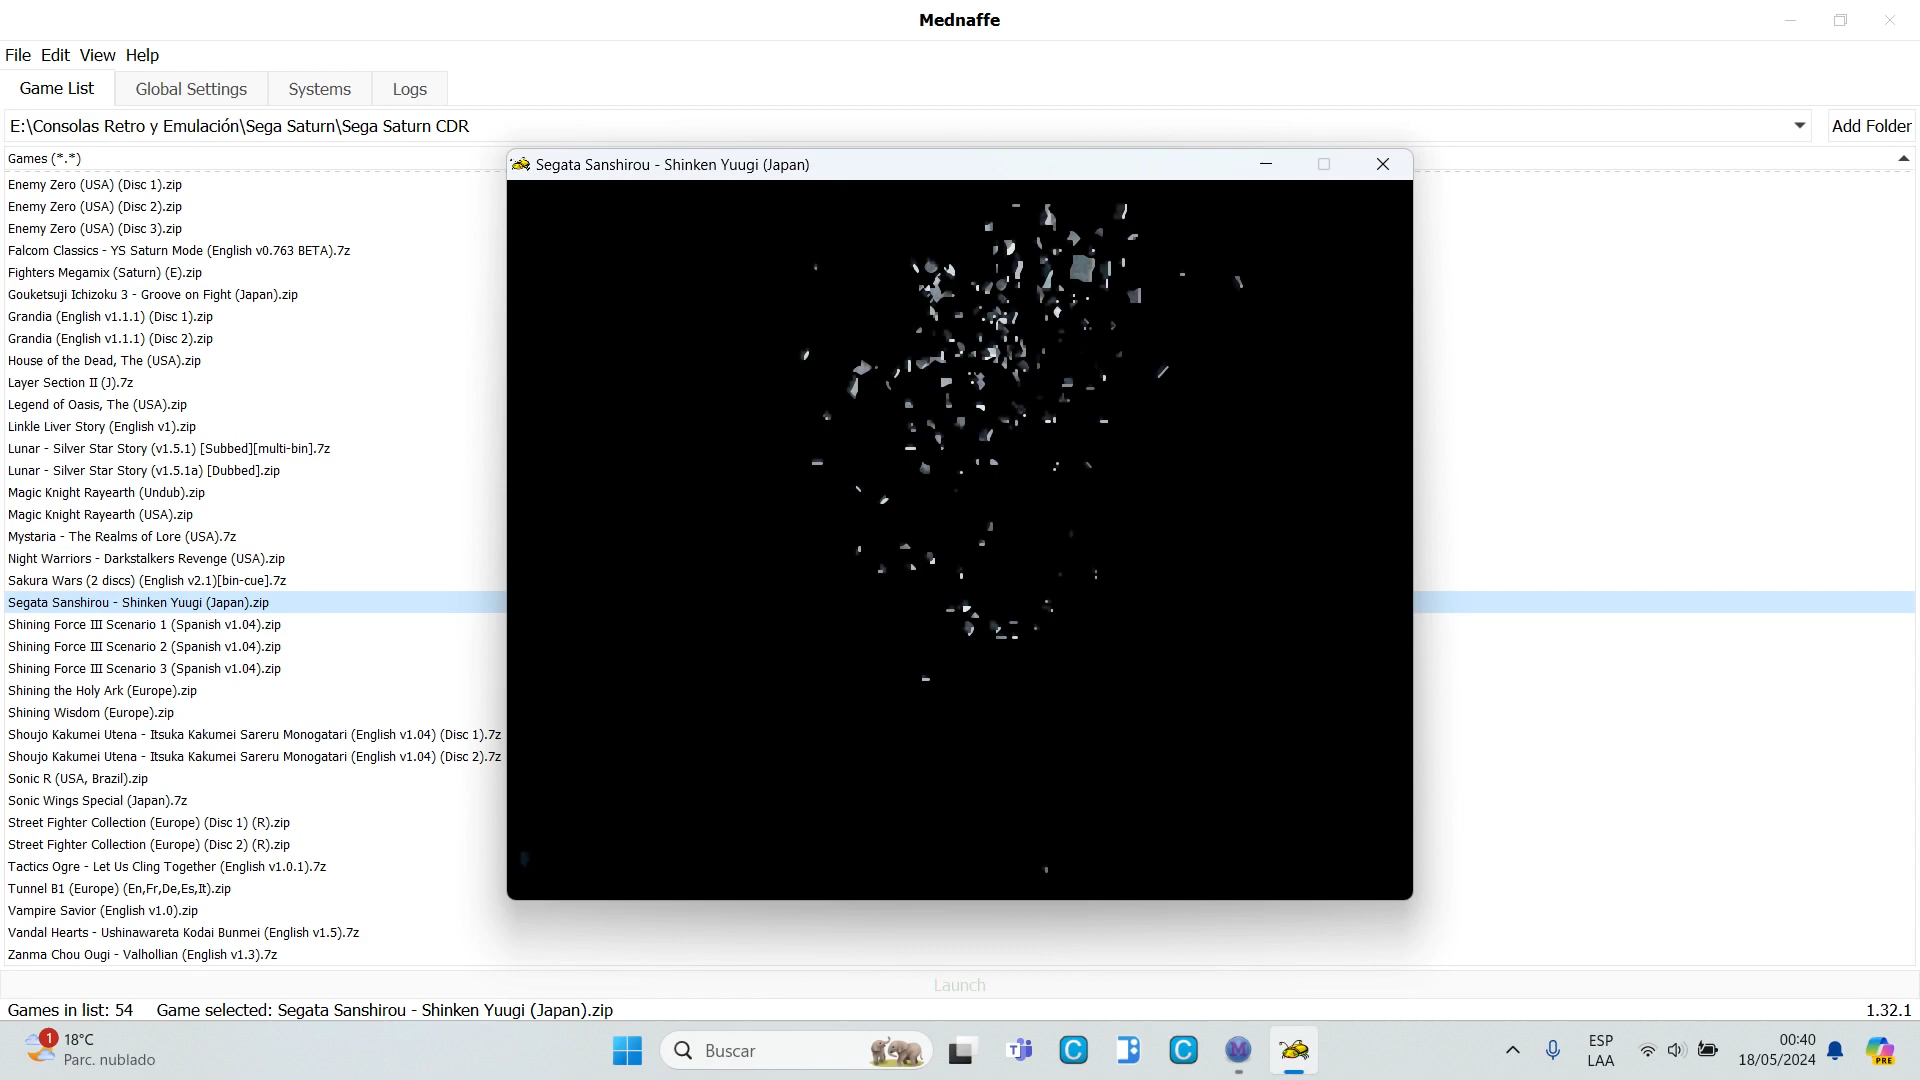 Mednaffe
File Edit View Help
Game List Global Settings Systems Logs
E:\Consolas Retro y Emulación\Sega Saturn\Sega Saturn CDR Add Folder
Games (*.*)
Enemy Zero (USA) (Disc 1).zip
Enemy Zero (USA) (Disc 2).zip
Enemy Zero (USA) (Disc 3).zip
Falcom Classics - YS Saturn Mode (English v0.763 BETA).7z
Fighters Megamix (Saturn) (E).zip
Gouketsuji Ichizoku 3 - Groove on Fight (Japan).zip
Grandia (English v1.1.1) (Disc 1).zip
Grandia (English v1.1.1) (Disc 2).zip
House of the Dead, The (USA).zip
Layer Section II (J).7z
Legend of Oasis, The (USA).zip
Linkle Liver Story (English v1).zip
Lunar - Silver Star Story (v1.5.1) [Subbed][multi-bin].7z
Lunar - Silver Star Story (v1.5.1a) [Dubbed].zip
Magic Knight Rayearth (Undub).zip
Magic Knight Rayearth (USA).zip
Mystaria - The Realms of Lore (USA).7z
Night Warriors - Darkstalkers Revenge (USA).zip
Sakura Wars (2 discs) (English v2.1)[bin-cue].7z
Segata Sanshirou - Shinken Yuugi (Japan).zip
Shining Force III Scenario 1 (Spanish v1.04).zip
Shining Force III Scenario 2 (Spanish v1.04).zip
Shining Force III Scenario 3 (Spanish v1.04).zip
Shining the Holy Ark (Europe).zip
Shining Wisdom (Europe).zip
Shoujo Kakumei Utena - Itsuka Kakumei Sareru Monogatari (English v1.04) (Disc 1).7z
Shoujo Kakumei Utena - Itsuka Kakumei Sareru Monogatari (English v1.04) (Disc 2).7z
Sonic R (USA, Brazil).zip
Sonic Wings Special (Japan).7z
Street Fighter Collection (Europe) (Disc 1) (R).zip
Street Fighter Collection (Europe) (Disc 2) (R).zip
Tactics Ogre - Let Us Cling Together (English v1.0.1).7z
Tunnel B1 (Europe) (En,Fr,De,Es,It).zip
Vampire Savior (English v1.0).zip
Vandal Hearts - Ushinawareta Kodai Bunmei (English v1.5).7z
Zanma Chou Ougi - Valhollian (English v1.3).7z
Segata Sanshirou - Shinken Yuugi (Japan)
Launch
Games in list: 54 Game selected: Segata Sanshirou - Shinken Yuugi (Japan).zip 1.32.1
1 18°C
Parc. nublado
Buscar
ESP
LAA
00:40
18/05/2024
PRE